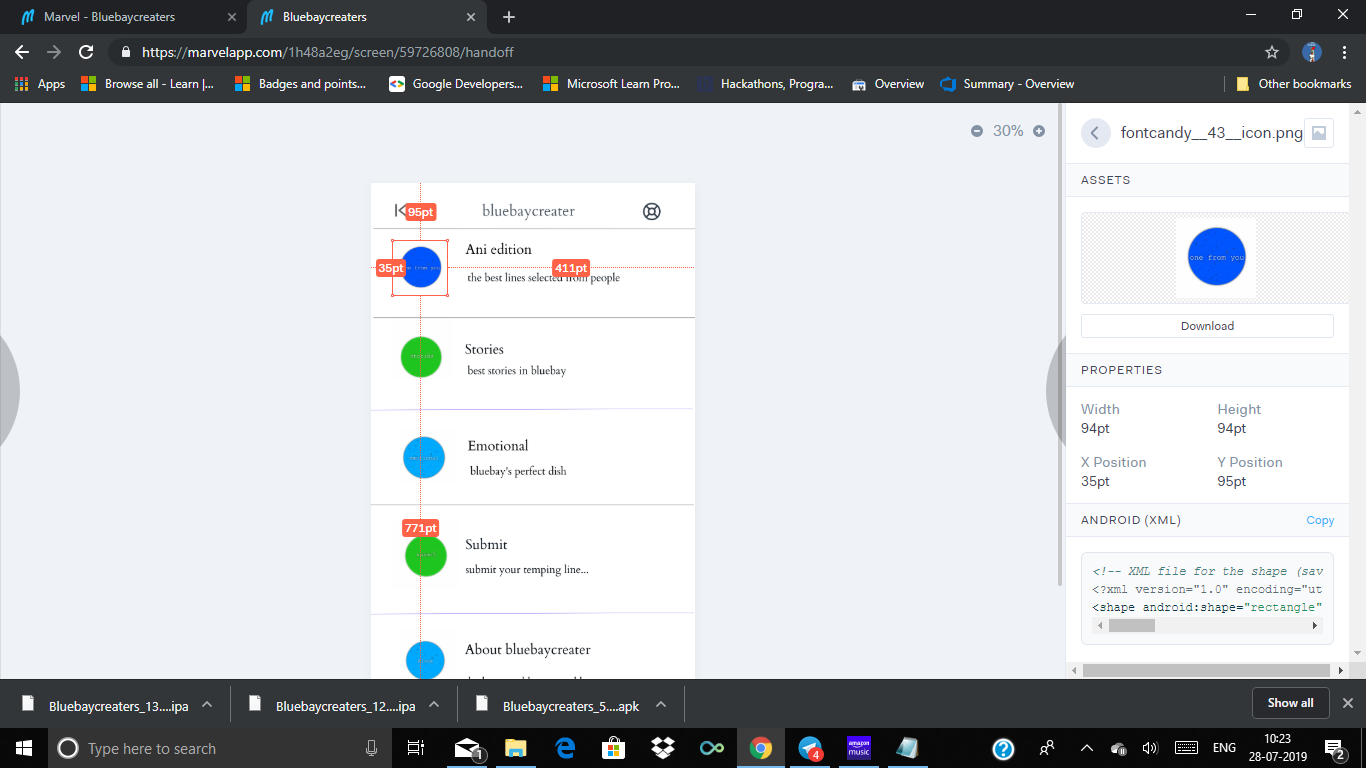 Marvel - Bluebaycreaters
Bluebaycreaters
https://marvelapp.com/1h48a2eg/screen/59726808/handoff
Apps
Browse all - Learn |...
Badges and points...
Google Developers...
Microsoft Learn Pro...
Hackathons, Progra...
Overview
Summary - Overview
Other bookmarks
30%
fontcandy__43__icon.png
ASSETS
one from you
Download
PROPERTIES
Width
Height
94pt
94pt
X Position
Y Position
35pt
95pt
ANDROID (XML)
Copy
<!-- XML file for the shape (sav
<?xml version="1.0" encoding="ut
<shape android:shape="rectangle"
95pt
bluebaycreater
Ani edition
35pt
411pt
the best lines selected from people
Stories
best stories in bluebay
Emotional
bluebay's perfect dish
771pt
Submit
submit your temping line...
About bluebaycreater
Bluebaycreaters_13....ipa
Bluebaycreaters_12....ipa
Bluebaycreaters_5....apk
Show all
Type here to search
1
4
amazon music
ENG
10:23
28-07-2019
2